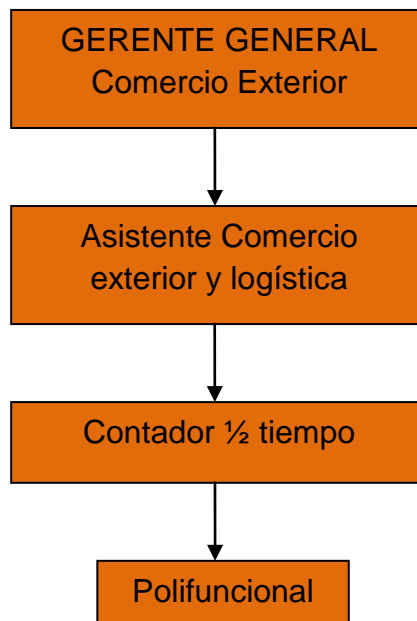 GERENTE GENERAL
Comercio Exterior
Asistente Comercio
exterior y logística
Contador ½ tiempo
Polifuncional